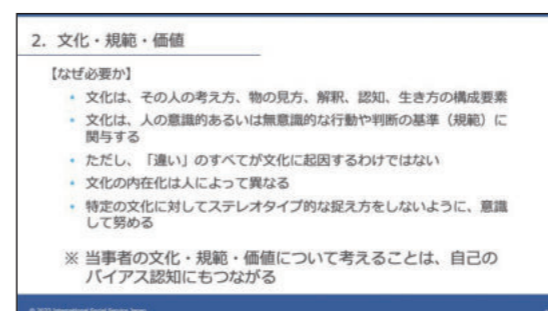 2. 文化・規範・価値
【なぜ必要か】
• 文化は、その人の考え方、物の見方、解釈、認知、生き方の構成要素
• 文化は、人の意識的あるいは無意識的な行動や判断の基準（規範）に
関与する
• ただし、「違い」のすべてが文化に起因するわけではない
• 文化の内在化は人によって異なる
• 特定の文化に対してステレオタイプ的な捉え方をしないように、意識
して努める
※ 当事者の文化・規範・価値について考えることは、自己の
バイアス認知にもつながる